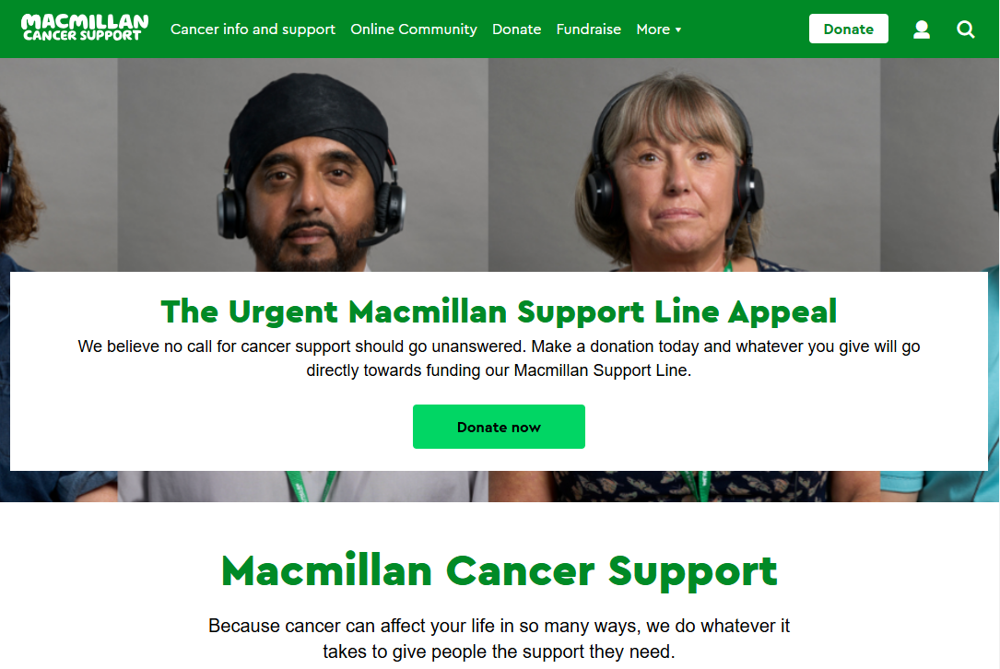 MACMILLAN
CANCER SUPPORT
Cancer info and support Online Community Donate Fundraise More
Donate
The Urgent Macmillan Support Line Appeal
We believe no call for cancer support should go unanswered. Make a donation today and whatever you give will go
directly towards funding our Macmillan Support Line.
Donate now
Macmillan Cancer Support
Because cancer can affect your life in so many ways, we do whatever it
takes to give people the support they need.